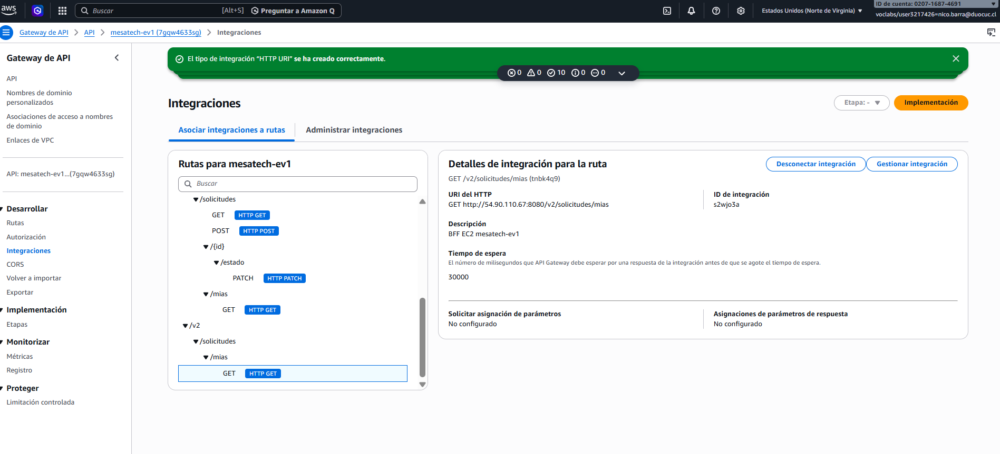 aws
Buscar
[Alt+S]
Preguntar a Amazon Q
Estados Unidos (Norte de Virginia)
ID de cuenta: 0207-1687-4691
voclabs/user3217426=nico.barra@duocuc.cl
Gateway de API
API
mesatech-ev1 (7gqw4633sg)
Integraciones
Gateway de API
API
Nombres de dominio
personalizados
Asociaciones de acceso a nombres
de dominio
Enlaces de VPC
API: mesatech-ev1...(7gqw4633sg)
Desarrollar
Rutas
Autorización
Integraciones
CORS
Volver a importar
Exportar
Implementación
Etapas
Monitorizar
Métricas
Registro
Proteger
Limitación controlada
El tipo de integración “HTTP URI” se ha creado correctamente.
0 0 10 0 0
Integraciones
Etapa: -
Implementación
Asociar integraciones a rutas
Administrar integraciones
Rutas para mesatech-ev1
Buscar
/solicitudes
GET HTTP GET
POST HTTP POST
/{id}
/estado
PATCH HTTP PATCH
/mias
GET HTTP GET
/v2
/solicitudes
/mias
GET HTTP GET
Detalles de integración para la ruta
Desconectar integración
Gestionar integración
GET /v2/solicitudes/mias (tnbk4q9)
URI del HTTP
GET http://54.90.110.67:8080/v2/solicitudes/mias
ID de integración
s2wjo3a
Descripción
BFF EC2 mesatech-ev1
Tiempo de espera
El número de milisegundos que API Gateway debe esperar por una respuesta de la integración antes de que se agote el tiempo de espera.
30000
Solicitar asignación de parámetros
No configurado
Asignaciones de parámetros de respuesta
No configurado